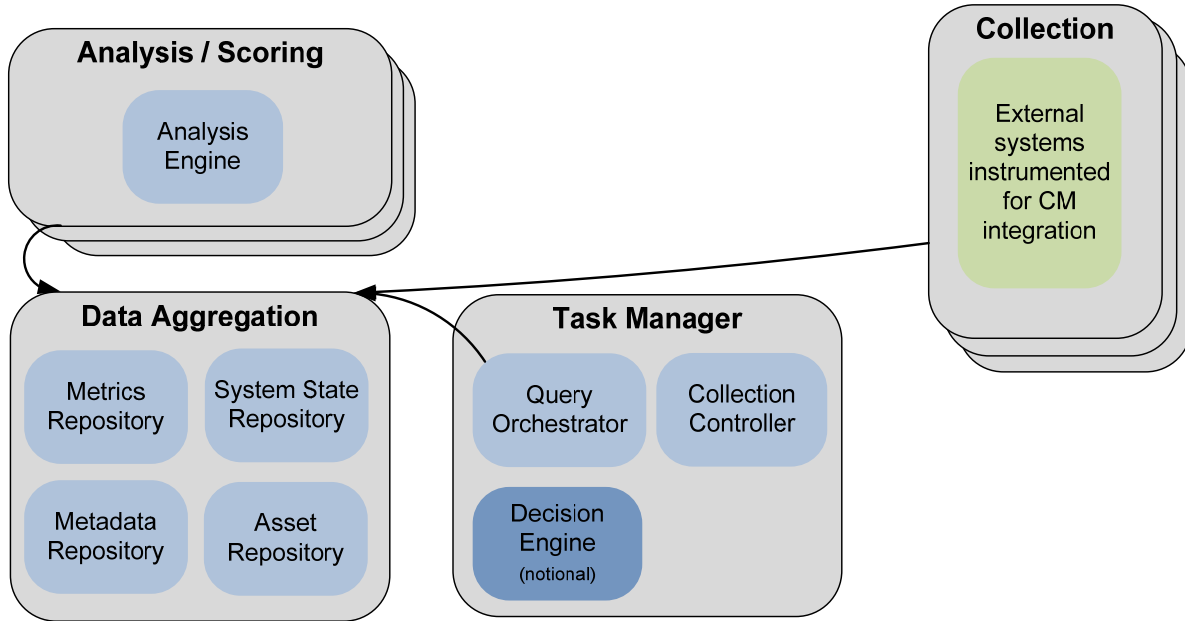 Analysis / Scoring
Analysis
Engine
Collection
External
systems
instrumented
for CM
integration
Data Aggregation
Metrics
Repository
System State
Repository
Metadata
Repository
Asset
Repository
Task Manager
Query
Orchestrator
Collection
Controller
Decision
Engine
(notional)